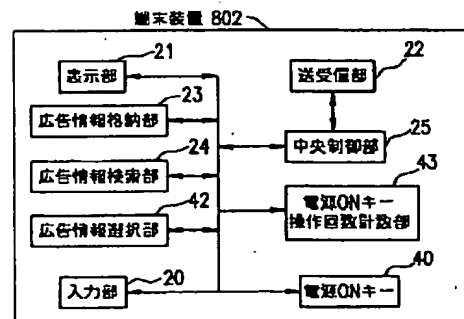 端末装置 802
21
表示部
22
送受信部
23
広告情報格納部
25
中央制御部
24
広告情報検索部
43
電源ONキー
操作回数計数部
42
広告情報選択部
20
入力部
40
電源ONキー